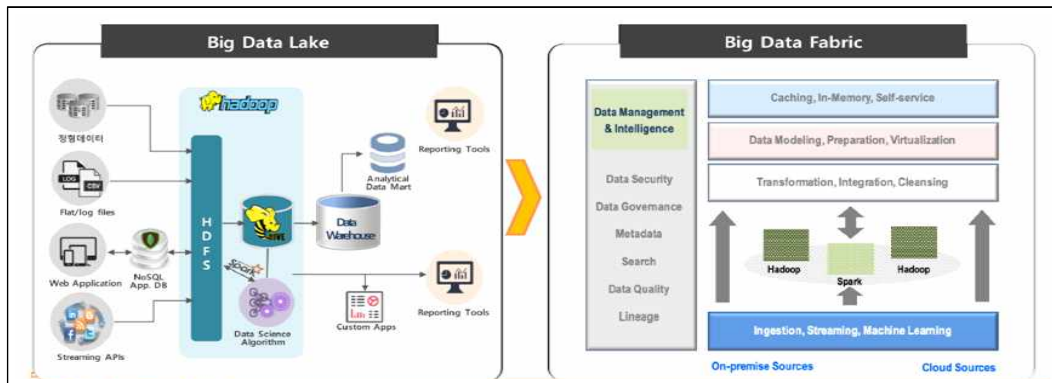 Big Data Lake
hadoop
정형데이터
LOG
CSV
Flat/log files
Web Application
NoSQL
App. DB
Streaming APIs
HDFS
HIVE
Spark
Data Science
Algorithm
Data
Warehouse
Analytical
Data Mart
Reporting Tools
Custom Apps
Reporting Tools
Big Data Fabric
Data Management
& Intelligence
Data Security
Data Governance
Metadata
Search
Data Quality
Lineage
Caching, In-Memory, Self-service
Data Modeling, Preparation, Virtualization
Transformation, Integration, Cleansing
Hadoop
Spark
Hadoop
Ingestion, Streaming, Machine Learning
On-premise Sources
Cloud Sources